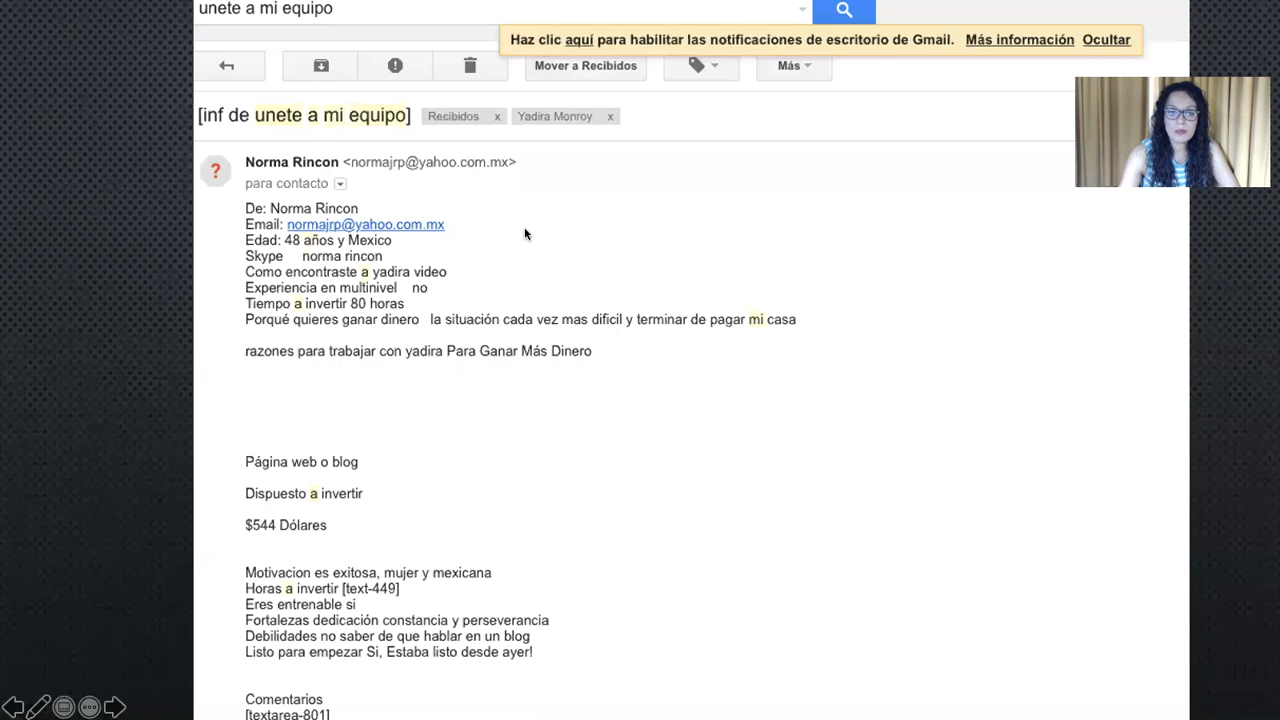 unete a mi equipo
Haz clic aquí para habilitar las notificaciones de escritorio de Gmail. Más información Ocultar
Mover a Recibidos Más
[inf de unete a mi equipo] Recibidos x Yadira Monroy x
?
Norma Rincon <normajrp@yahoo.com.mx>
para contacto
De: Norma Rincon
Email: normajrp@yahoo.com.mx
Edad: 48 años y Mexico
Skype norma rincon
Como encontraste a yadira video
Experiencia en multinivel no
Tiempo a invertir 80 horas
Porqué quieres ganar dinero la situación cada vez mas dificil y terminar de pagar mi casa
razones para trabajar con yadira Para Ganar Más Dinero
Página web o blog
Dispuesto a invertir
$544 Dólares
Motivacion es exitosa, mujer y mexicana
Horas a invertir [text-449]
Eres entrenable si
Fortalezas dedicación constancia y perseverancia
Debilidades no saber de que hablar en un blog
Listo para empezar Si, Estaba listo desde ayer!
Comentarios
[textarea-801]